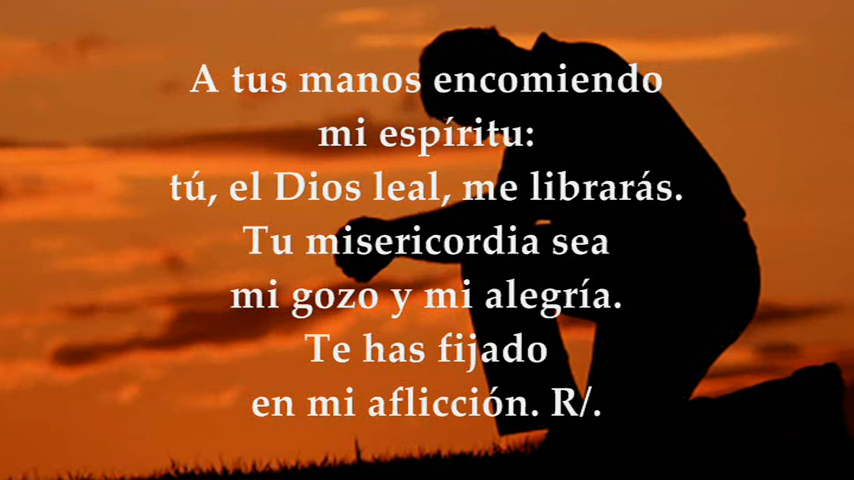 A tus manos encomiendo
mi espíritu:
tú, el Dios leal, me librarás.
Tu misericordia sea
mi gozo y mi alegría.
Te has fijado
en mi aflicción. R/.